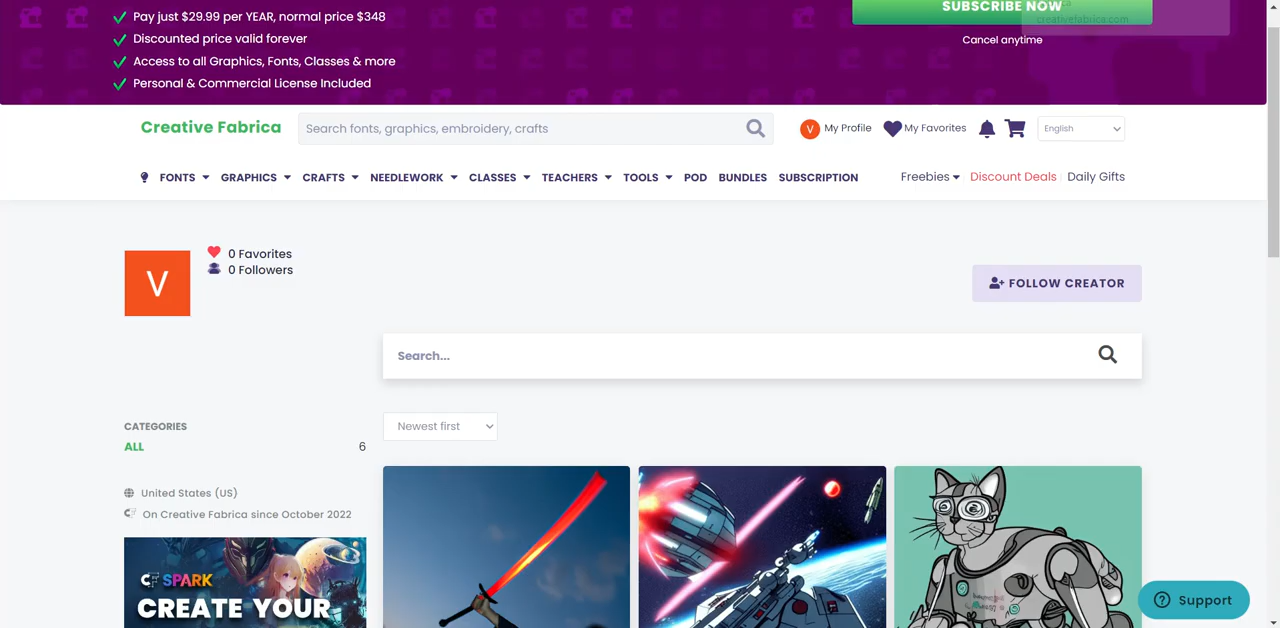 Pay just $29.99 per YEAR, normal price $348
Discounted price valid forever
Access to all Graphics, Fonts, Classes & more
Personal & Commercial License Included
SUBSCRIBE NOW
creativefabrica.com
Cancel anytime
Creative Fabrica
Search fonts, graphics, embroidery, crafts
V My Profile
My Favorites
English
FONTS GRAPHICS CRAFTS NEEDLEWORK CLASSES TEACHERS TOOLS POD BUNDLES SUBSCRIPTION
Freebies Discount Deals Daily Gifts
V
0 Favorites
0 Followers
FOLLOW CREATOR
Search...
Newest first
CATEGORIES
ALL 6
United States (US)
On Creative Fabrica since October 2022
CF SPARK
CREATE YOUR
Support